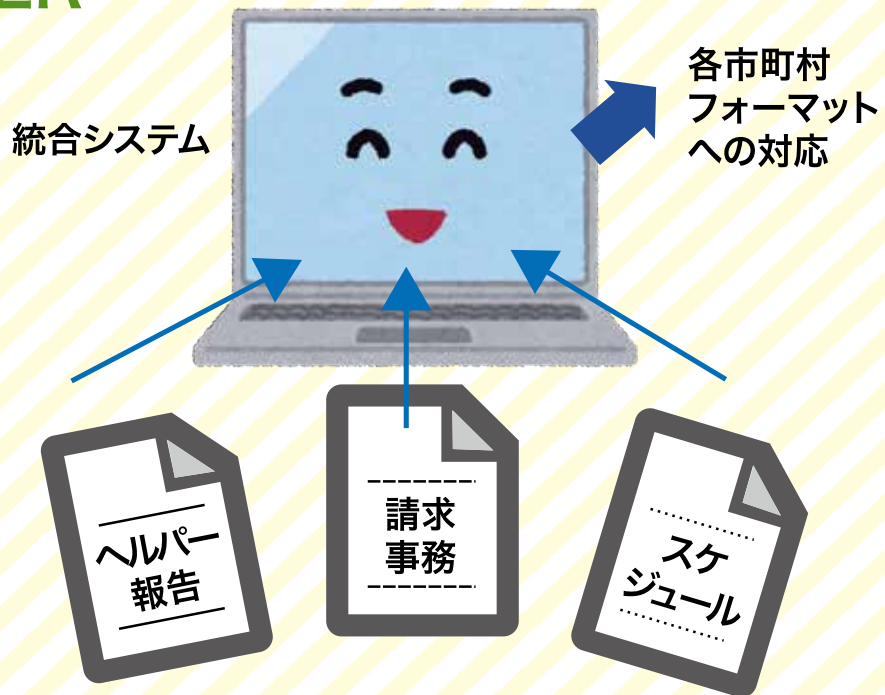 統合システム
各市町村
フォーマット
への対応
ヘルパー
報告
請求
事務
スケ
ジュール